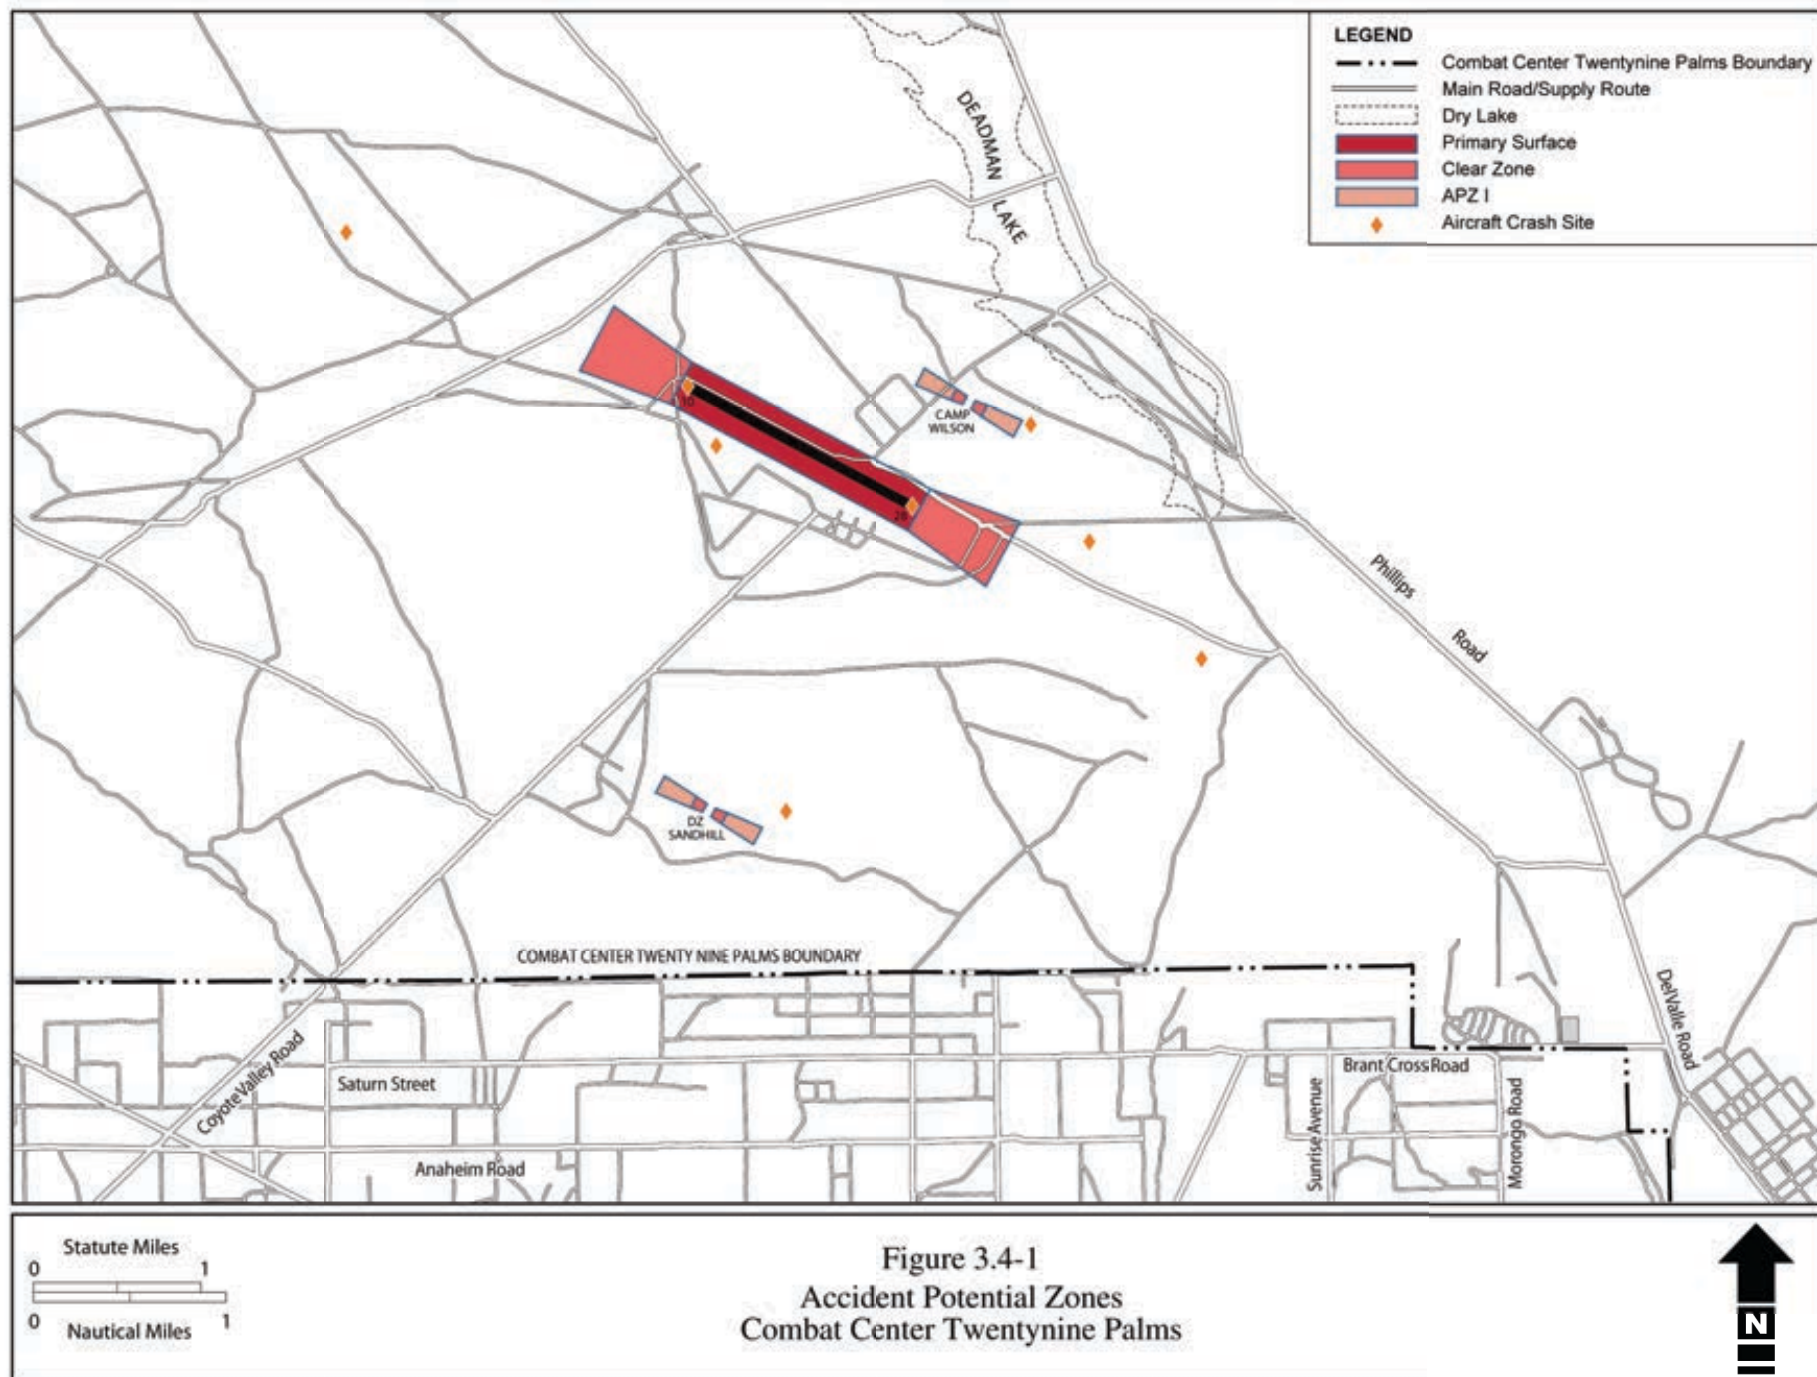 LEGEND
Combat Center Twentynine Palms Boundary
Main Road/Supply Route
Dry Lake
Primary Surface
Clear Zone
APZ I
Aircraft Crash Site
DEADMAN
LAKE
CAMP
WILSON
10
28
Phillips
Road
DZ
SANDHILL
COMBAT CENTER TWENTY NINE PALMS BOUNDARY
DelValle Road
Coyote Valley Road
Saturn Street
Brant Cross Road
Sunrise Avenue
Morongo Road
Anaheim Road
Statute Miles
0 1
0 1
Nautical Miles
Figure 3.4-1
Accident Potential Zones
Combat Center Twentynine Palms
N